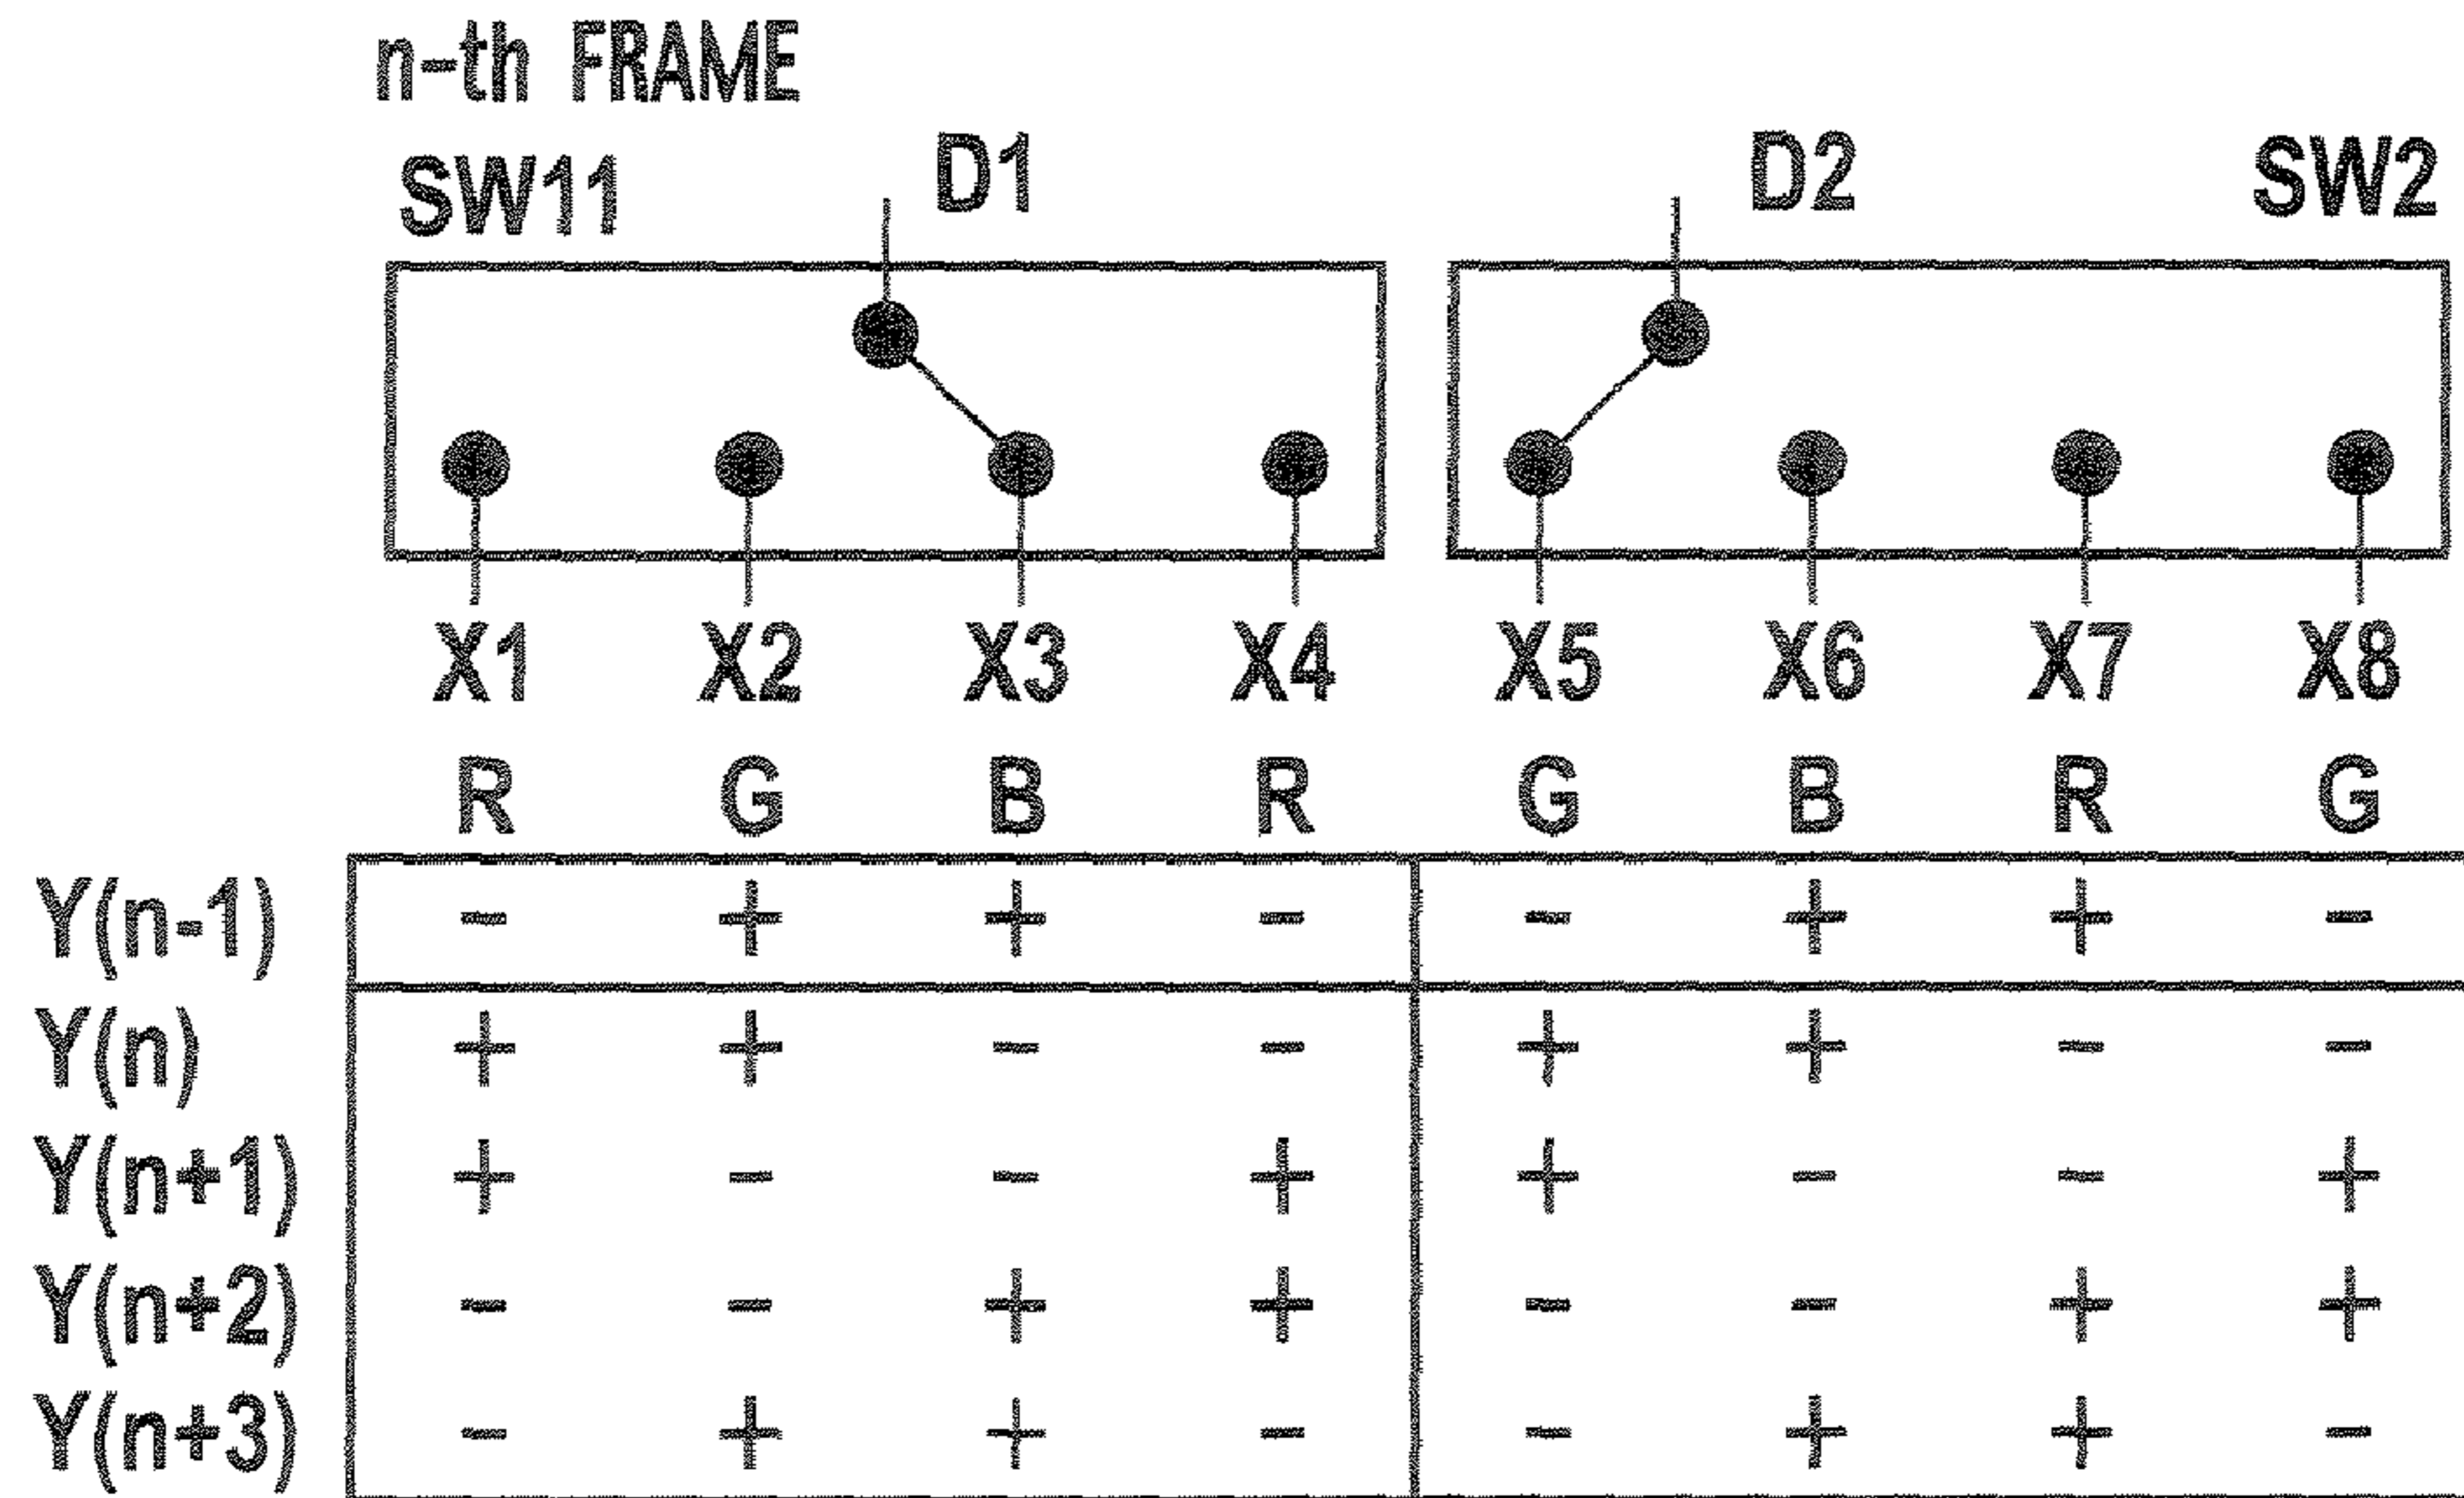 n-th FRAME
SW11 D1 D2 SW2
X1 X2 X3 X4 X5 X6 X7 X8
R G B R G B R G
Y(n-1) - + + - - + + -
Y(n) + + - - + + - -
Y(n+1) + - - + + - - +
Y(n+2) - - + + - - + +
Y(n+3) - + + - - + + -